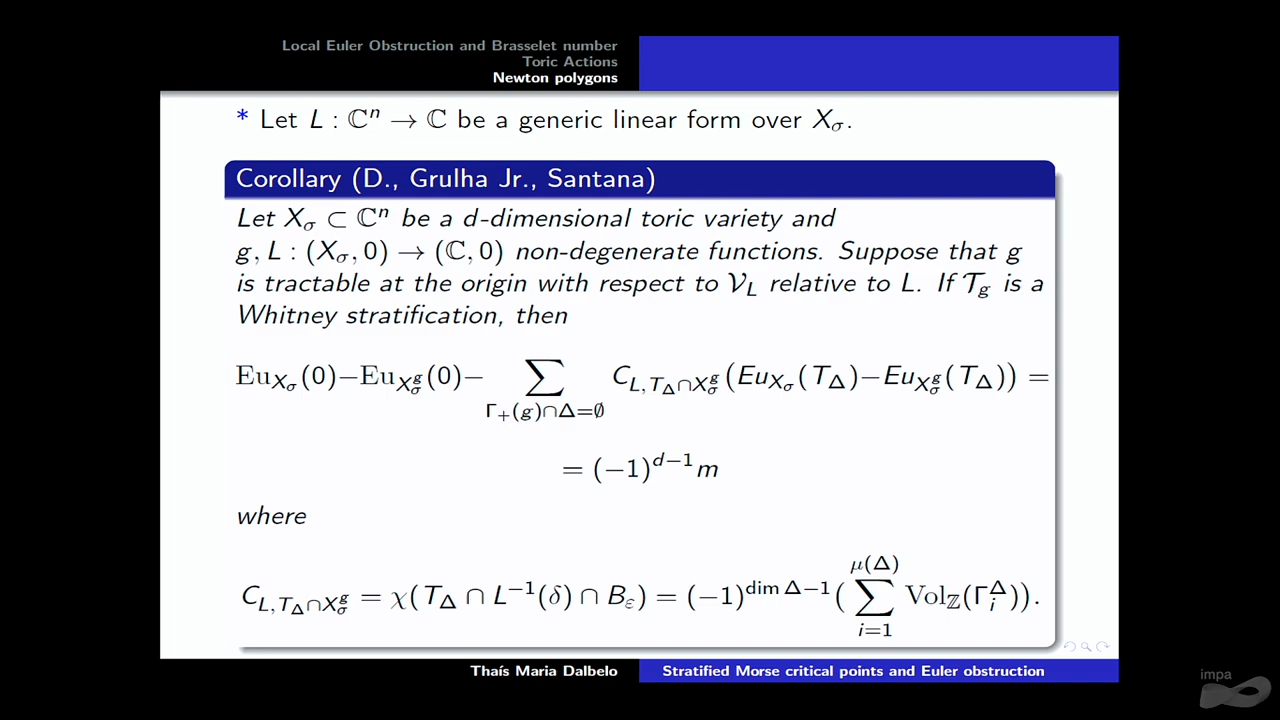 Local Euler Obstruction and Brasselet number
Toric Actions
Newton polygons
* Let L : ℂⁿ → ℂ be a generic linear form over X_σ.
Corollary (D., Grulha Jr., Santana)
Let X_σ ⊂ ℂⁿ be a d-dimensional toric variety and
g, L : (X_σ, 0) → (ℂ, 0) non-degenerate functions. Suppose that g
is tractable at the origin with respect to 𝒱_L relative to L. If 𝒯_g is a
Whitney stratification, then
Eu_{X_σ}(0)−Eu_{X_σ^g}(0)− ∑_{Γ_+(g)∩Δ=∅} C_{L,T_Δ∩X_σ^g}(Eu_{X_σ}(T_Δ)−Eu_{X_σ^g}(T_Δ)) =
= (−1)^{d−1} m
where
C_{L,T_Δ∩X_σ^g} = χ(T_Δ ∩ L^{−1}(δ) ∩ B_ε) = (−1)^{dim Δ−1}(∑_{i=1}^{μ(Δ)} Vol_ℤ(Γ_i^Δ)).
Thaís Maria Dalbelo
Stratified Morse critical points and Euler obstruction
impa